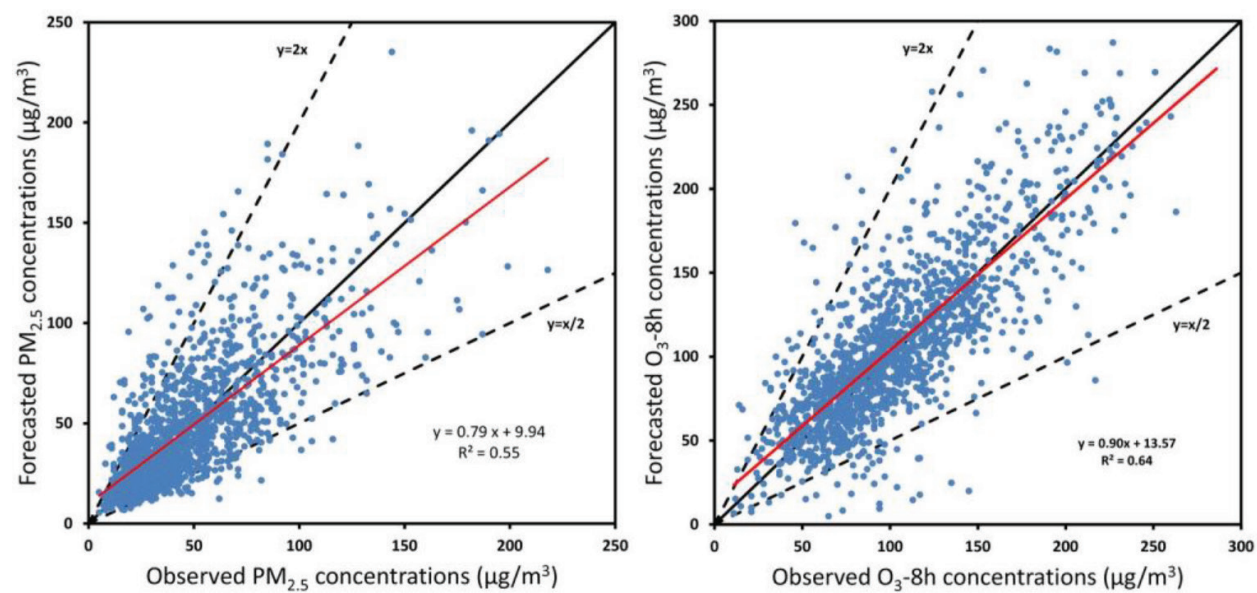 250
200
150
100
50
0
Forecasted PM2.5 concentrations (μg/m³)
y=2x
y=x/2
y = 0.79 x + 9.94
R² = 0.55
0 50 100 150 200 250
Observed PM2.5 concentrations (μg/m³)
300
250
200
150
100
50
0
Forecasted O3-8h concentrations (μg/m³)
y=2x
y=x/2
y = 0.90x + 13.57
R² = 0.64
0 50 100 150 200 250 300
Observed O3-8h concentrations (μg/m³)